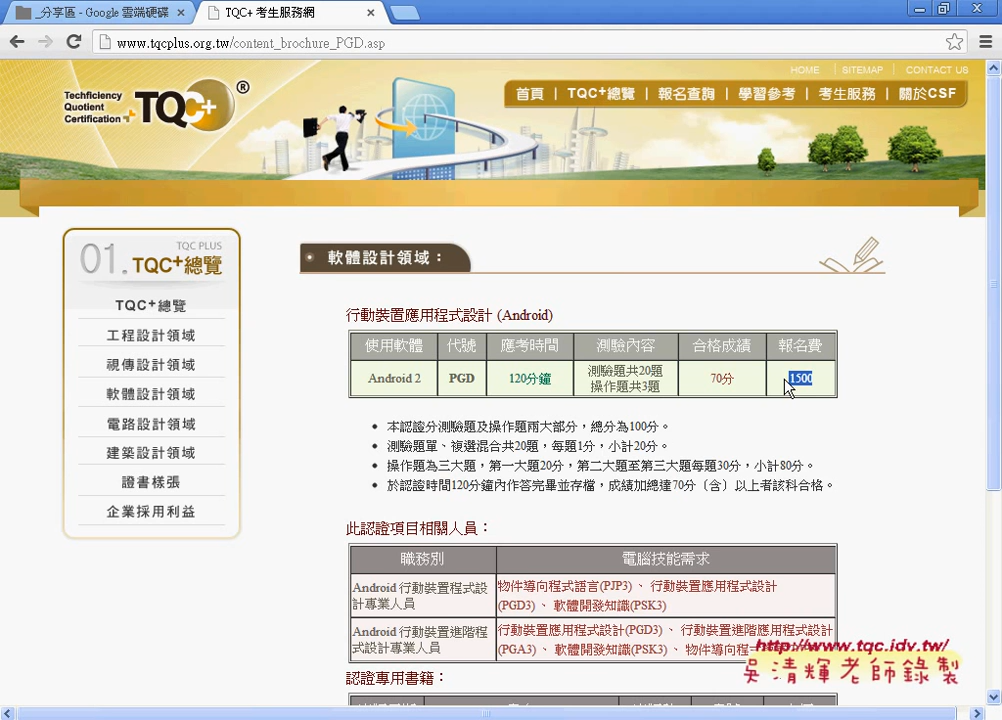 _分享區 - Google 雲端硬碟
TQC+ 考生服務網
www.tqcplus.org.tw/content_brochure_PGD.asp
HOME | SITEMAP | CONTACT US
Techficiency
Quotient
Certification
TQC+ ®
首頁 | TQC+總覽 | 報名查詢 | 學習參考 | 考生服務 | 關於CSF
TQC PLUS
01.TQC+總覽
TQC+總覽
工程設計領域
視傳設計領域
軟體設計領域
電路設計領域
建築設計領域
證書樣張
企業採用利益
軟體設計領域：
行動裝置應用程式設計 (Android)
使用軟體 代號 應考時間 測驗內容 合格成績 報名費
Android 2 PGD 120分鐘 測驗題共20題 70分 1500
操作題共3題
• 本認證分測驗題及操作題兩大部分，總分為100分。
• 測驗題單、複選混合共20題，每題1分，小計20分。
• 操作題為三大題，第一大題20分，第二大題至第三大題每題30分，小計80分。
• 於認證時間120分鐘內作答完畢並存檔，成績加總達70分〔含〕以上者該科合格。
此認證項目相關人員：
職務別 電腦技能需求
Android 行動裝置程式設計專業人員
物件導向程式語言(PJP3) 、 行動裝置應用程式設計
(PGD3) 、 軟體開發知識(PSK3)
Android 行動裝置進階程式設計專業人員
行動裝置應用程式設計(PGD3) 、 行動裝置進階應用程式設計
(PGA3) 、 軟體開發知識(PSK3) 、 物件導向程
http://www.tqc.idv.tw/
吳清輝老師錄製
認證專用書籍：